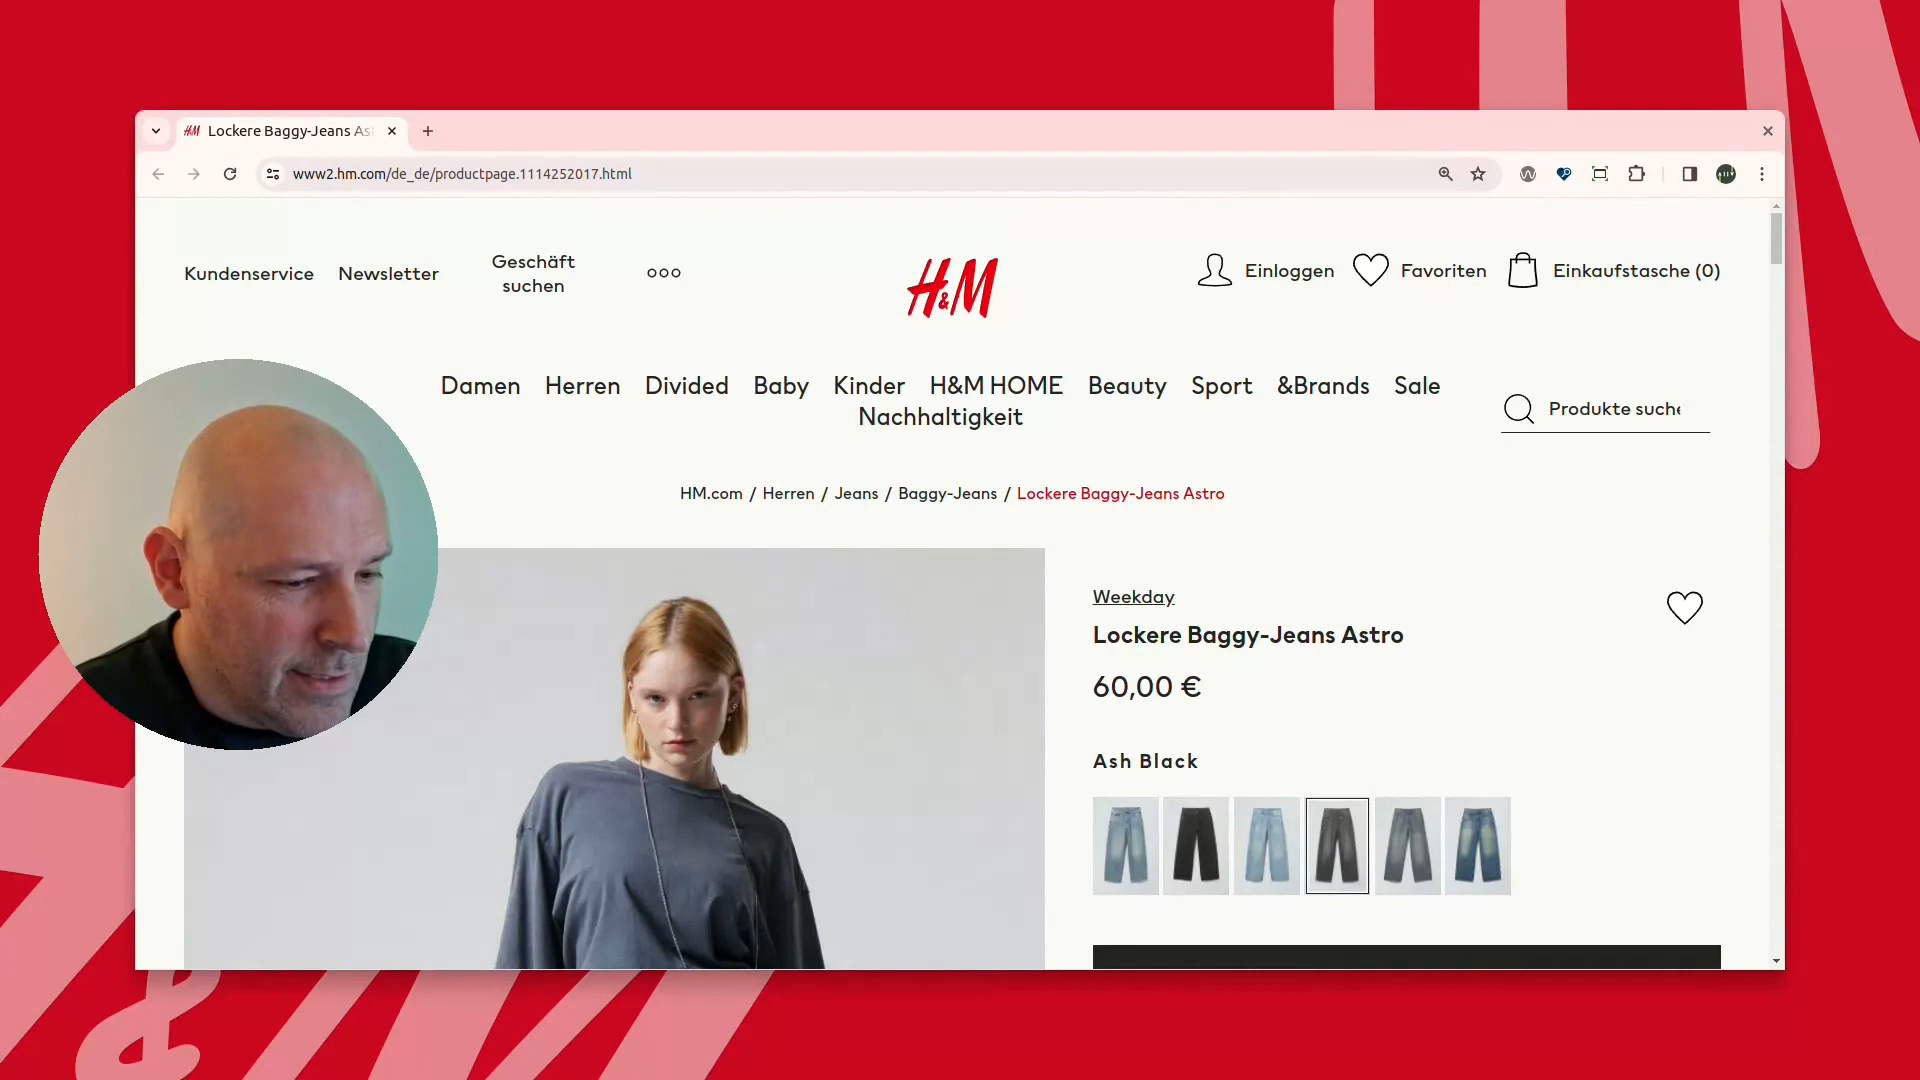 Lockere Baggy-Jeans As
www2.hm.com/de_de/productpage.1114252017.html
Kundenservice
Newsletter
Geschäft
suchen
H&M
Einloggen
Favoriten
Einkaufstasche (0)
Damen Herren Divided Baby Kinder H&M HOME Beauty Sport &Brands Sale
Nachhaltigkeit
Produkte suche
HM.com / Herren / Jeans / Baggy-Jeans / Lockere Baggy-Jeans Astro
Weekday
Lockere Baggy-Jeans Astro
60,00 €
Ash Black